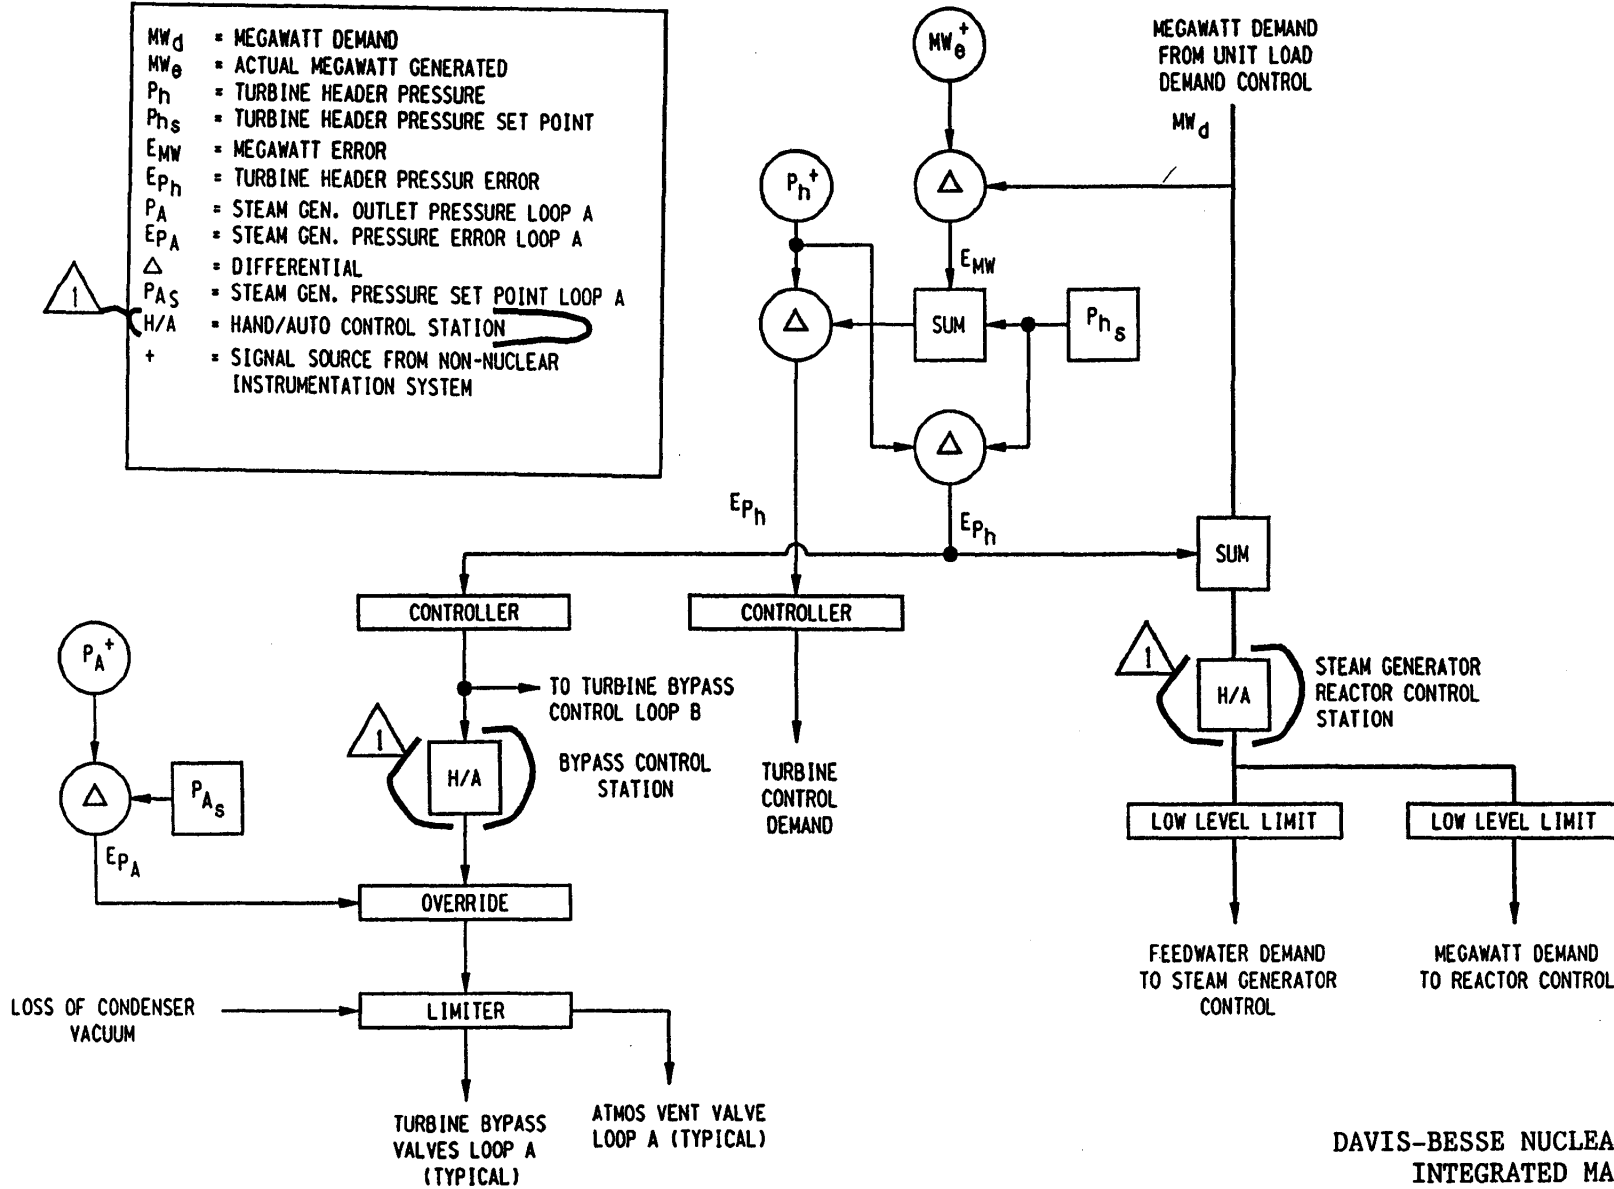 MWd = MEGAWATT DEMAND
MWe = ACTUAL MEGAWATT GENERATED
Ph = TURBINE HEADER PRESSURE
Phs = TURBINE HEADER PRESSURE SET POINT
EMW = MEGAWATT ERROR
EPh = TURBINE HEADER PRESSUR ERROR
PA = STEAM GEN. OUTLET PRESSURE LOOP A
EPA = STEAM GEN. PRESSURE ERROR LOOP A
△ = DIFFERENTIAL
PAS = STEAM GEN. PRESSURE SET POINT LOOP A
1
H/A = HAND/AUTO CONTROL STATION
+ = SIGNAL SOURCE FROM NON-NUCLEAR
INSTRUMENTATION SYSTEM
MWe+
MEGAWATT DEMAND
FROM UNIT LOAD
DEMAND CONTROL
MWd
Ph+
△
EMW
△
SUM
Phs
△
EPh
EPh
SUM
CONTROLLER
CONTROLLER
PA+
TO TURBINE BYPASS
CONTROL LOOP B
1
H/A
BYPASS CONTROL
STATION
1
H/A
STEAM GENERATOR
REACTOR CONTROL
STATION
△
PAs
EPA
TURBINE
CONTROL
DEMAND
LOW LEVEL LIMIT
LOW LEVEL LIMIT
OVERRIDE
FEEDWATER DEMAND
TO STEAM GENERATOR
CONTROL
MEGAWATT DEMAND
TO REACTOR CONTROL
LOSS OF CONDENSER
VACUUM
LIMITER
TURBINE BYPASS
VALVES LOOP A
(TYPICAL)
ATMOS VENT VALVE
LOOP A (TYPICAL)
DAVIS-BESSE NUCLEA
INTEGRATED MA